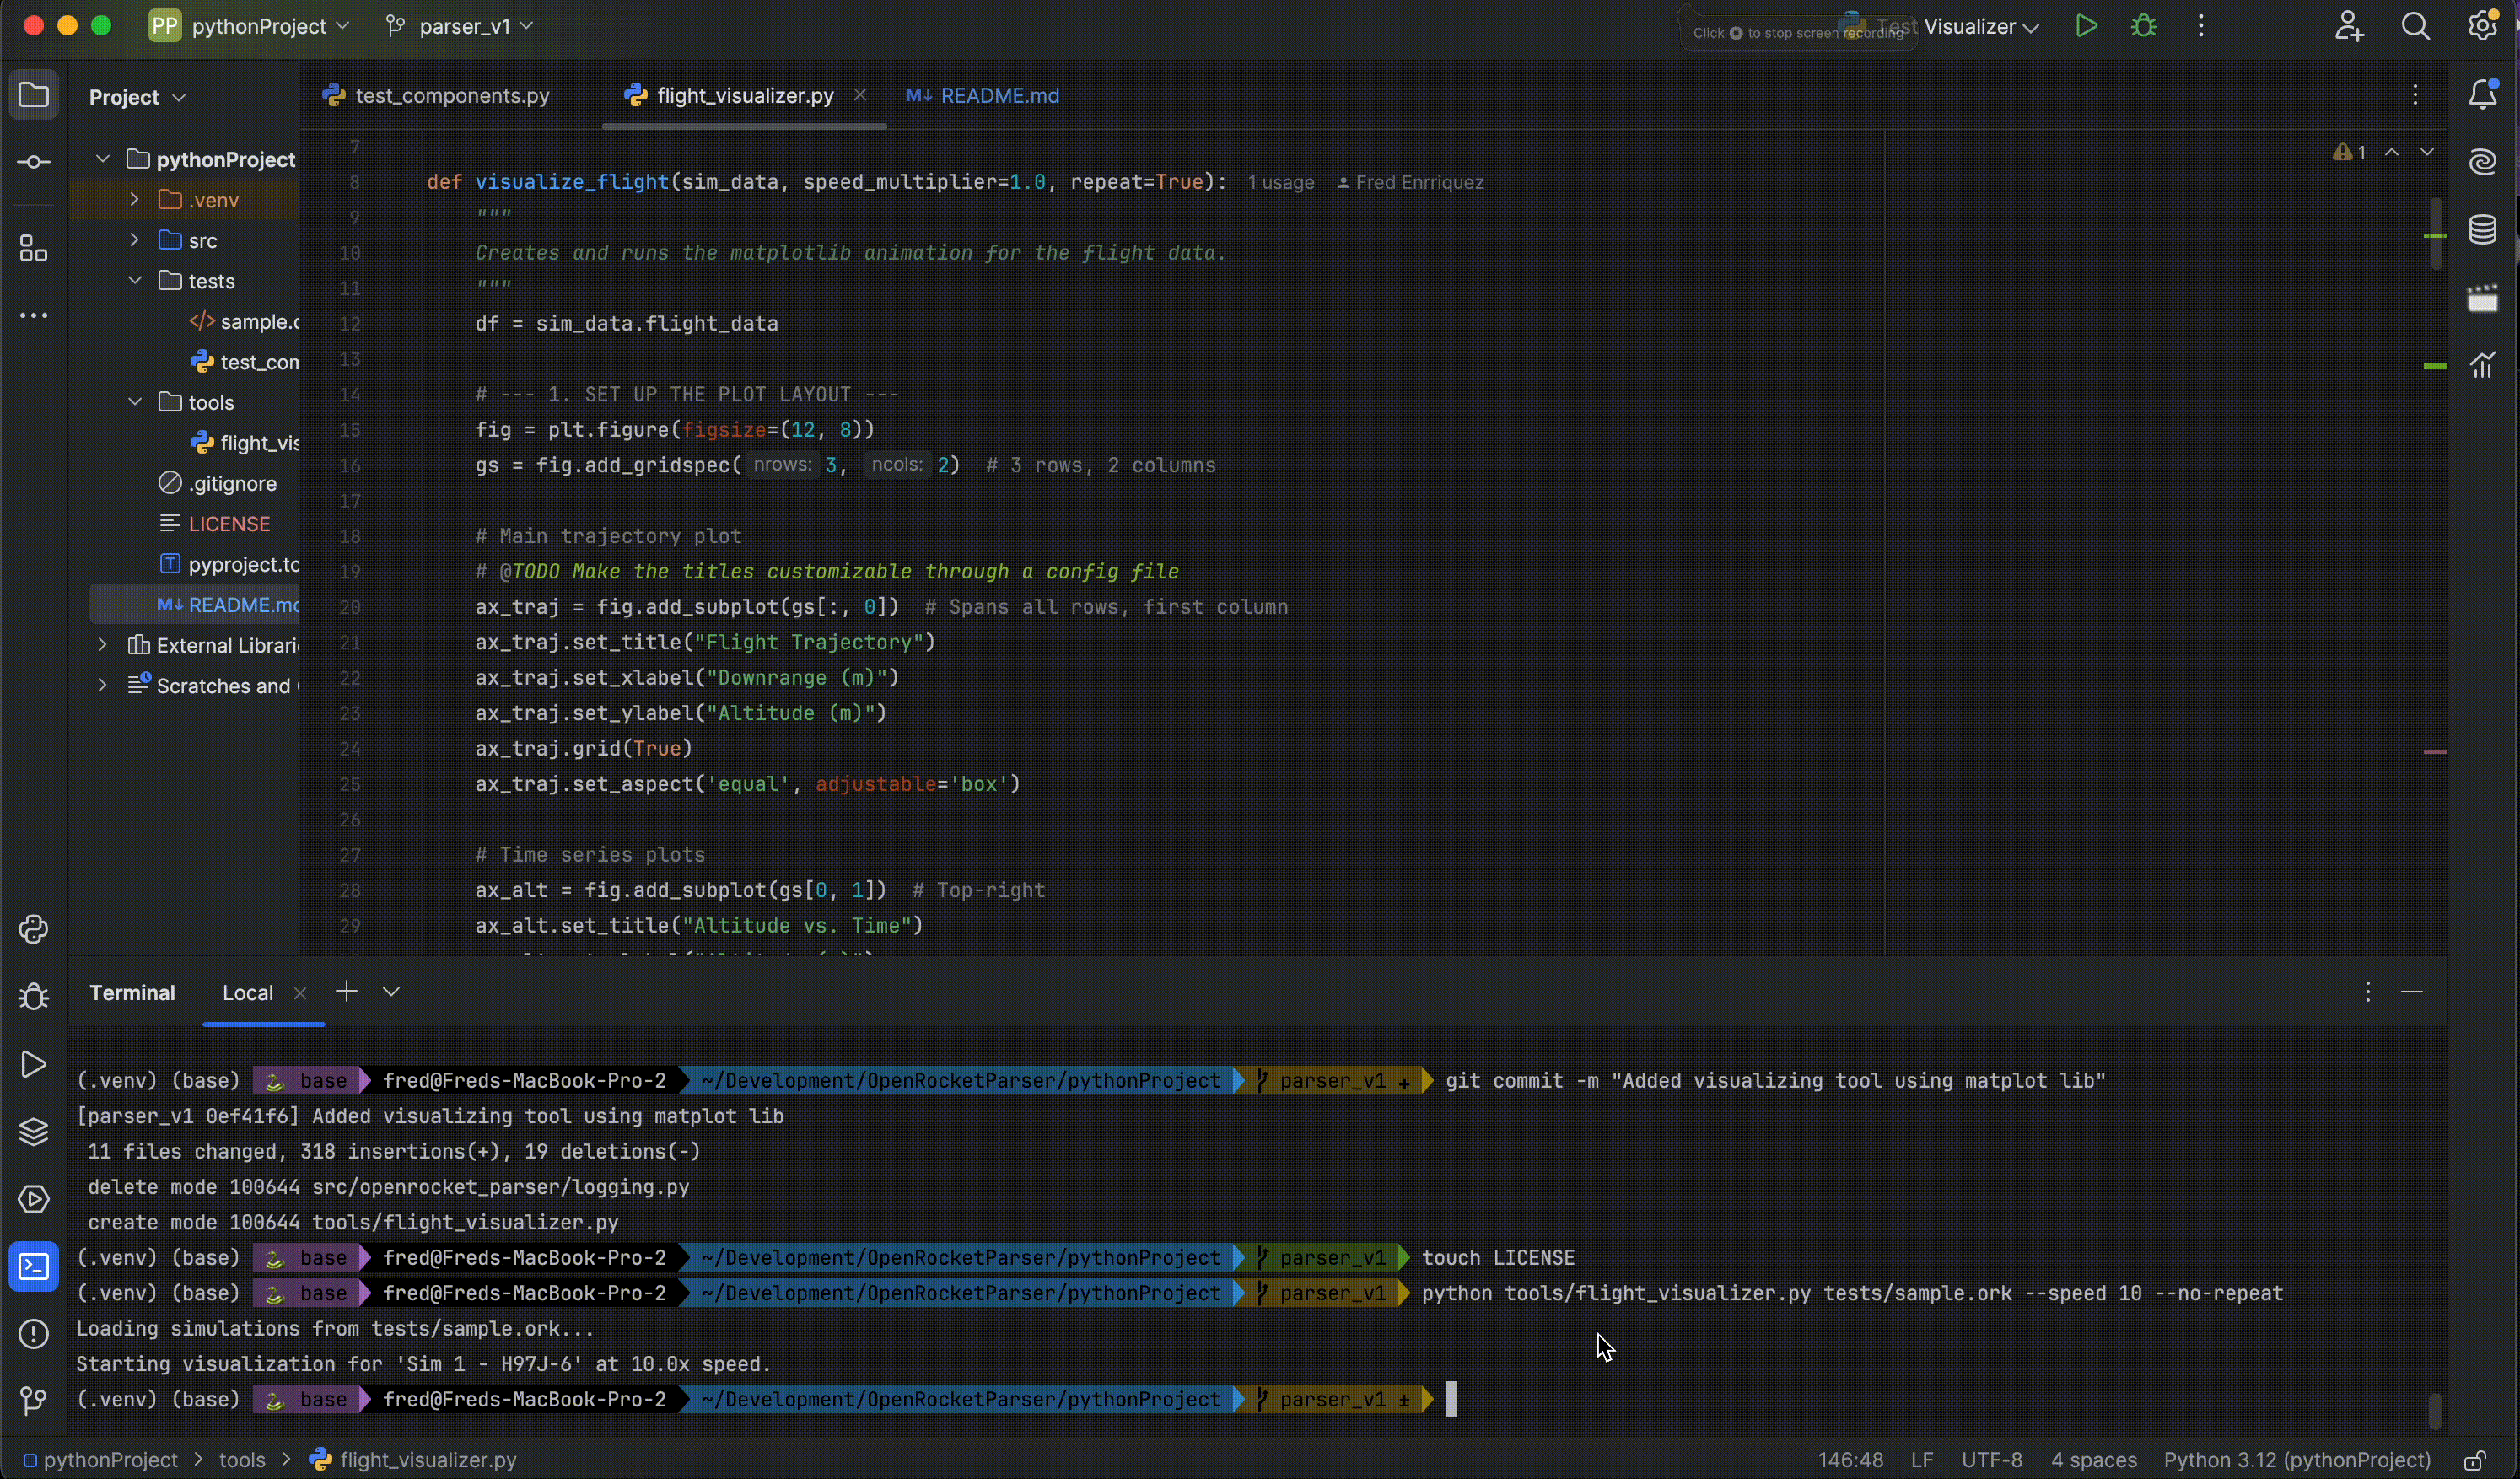 PP pythonProject parser_v1 Click to stop screen recording Test Visualizer
Project
test_components.py flight_visualizer.py M↓ README.md
pythonProject
.venv
src
tests
</> sample.
test_com
tools
flight_vis
.gitignore
LICENSE
T pyproject.to
M↓ README.md
External Librari
Scratches and
1
7
8 def visualize_flight(sim_data, speed_multiplier=1.0, repeat=True): 1 usage Fred Enrriquez
9 """
10 Creates and runs the matplotlib animation for the flight data.
11 """
12 df = sim_data.flight_data
13
14 # --- 1. SET UP THE PLOT LAYOUT ---
15 fig = plt.figure(figsize=(12, 8))
16 gs = fig.add_gridspec( nrows: 3, ncols: 2) # 3 rows, 2 columns
17
18 # Main trajectory plot
19 # @TODO Make the titles customizable through a config file
20 ax_traj = fig.add_subplot(gs[:, 0]) # Spans all rows, first column
21 ax_traj.set_title("Flight Trajectory")
22 ax_traj.set_xlabel("Downrange (m)")
23 ax_traj.set_ylabel("Altitude (m)")
24 ax_traj.grid(True)
25 ax_traj.set_aspect('equal', adjustable='box')
26
27 # Time series plots
28 ax_alt = fig.add_subplot(gs[0, 1]) # Top-right
29 ax_alt.set_title("Altitude vs. Time")
Terminal Local
(.venv) (base) base fred@Freds-MacBook-Pro-2 ~/Development/OpenRocketParser/pythonProject parser_v1 + git commit -m "Added visualizing tool using matplot lib"
[parser_v1 0ef41f6] Added visualizing tool using matplot lib
11 files changed, 318 insertions(+), 19 deletions(-)
delete mode 100644 src/openrocket_parser/logging.py
create mode 100644 tools/flight_visualizer.py
(.venv) (base) base fred@Freds-MacBook-Pro-2 ~/Development/OpenRocketParser/pythonProject parser_v1 touch LICENSE
(.venv) (base) base fred@Freds-MacBook-Pro-2 ~/Development/OpenRocketParser/pythonProject parser_v1 python tools/flight_visualizer.py tests/sample.ork --speed 10 --no-repeat
Loading simulations from tests/sample.ork...
Starting visualization for 'Sim 1 - H97J-6' at 10.0x speed.
(.venv) (base) base fred@Freds-MacBook-Pro-2 ~/Development/OpenRocketParser/pythonProject parser_v1 ±
pythonProject > tools > flight_visualizer.py 146:48 LF UTF-8 4 spaces Python 3.12 (pythonProject)